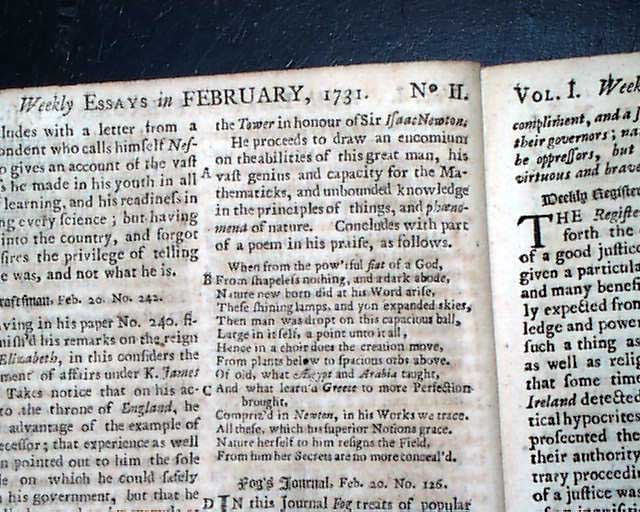 Weekly ESSAYS in FEBRUARY, 1731. No II.
ludes with a letter from a
ondent who calls himself Nes-
o gives an account of the vast
s he made in his youth in all
f learning, and his readiness in
ng every science; but having
into the country, and forgot
sires the privilege of telling
e was, and not what he is.
raftsman, Feb. 20. No. 242.
aving in his paper No. 240. fi-
nish'd his remarks on the reign
Elizabeth, in this considers the
ment of affairs under K. James
Takes notice that on his ac-
to the throne of England, he
advantage of the example of
ecessor; that experience as well
n pointed out to him the sole
le on which he could safely
his government, but that he
the Tower in honour of Sir Isaac Newton.
He proceeds to draw an encomium
on the abilities of this great man, his
A vast genius and capacity for the Ma-
thematicks, and unbounded knowledge
in the principles of things, and phæno-
mena of nature. Concludes with part
of a poem in his praise, as follows.
When from the pow'rful fiat of a God,
B From shapeless nothing, and a dark abode,
Nature new born did at his Word arise,
These shining lamps, and yon expanded skies,
Then man was dropt on this capacious ball,
Large in itself, a point unto it all,
Hence in a choir does the creation move,
From plants below to spacious orbs above.
Of old, what Ægypt and Arabia taught,
C And what learn'd Greece to more Perfection
brought,
Compriz'd in Newton, in his Works we trace.
All these, which his superior Notions grace.
Nature herself to him resigns the Field,
From him her Secrets are no more conceal'd.
Fog's Journal, Feb. 20. No. 126.
D IN this Journal Fog treats of popular
VOL. I. Week
compliment, and a J
their governors; no
be oppressors, but
virtuous and brave
Weekly Register
THE Registe
forth the
of a good justice
given a particula
and many benefi
ly expected from
ledge and power
such a thing as
as well as relig
that some tim
Ireland detected
tical hypocrites
prosecuted the
their authority
trary proceedin
of a justice wa